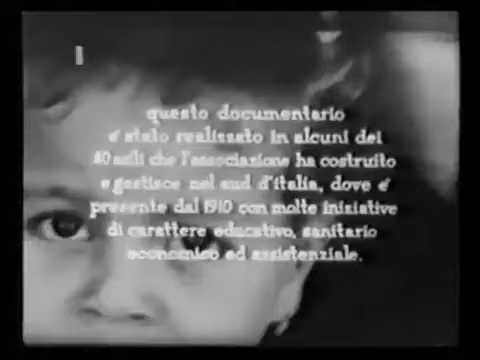 questo documentario
e' stato realizzato in alcuni dei
40 asili che l'associazione ha costruito
e gestisce nel sud d'italia, dove e'
presente dal 1910 con molte iniziative
di carattere educativo, sanitario
economico ed assistenziale.